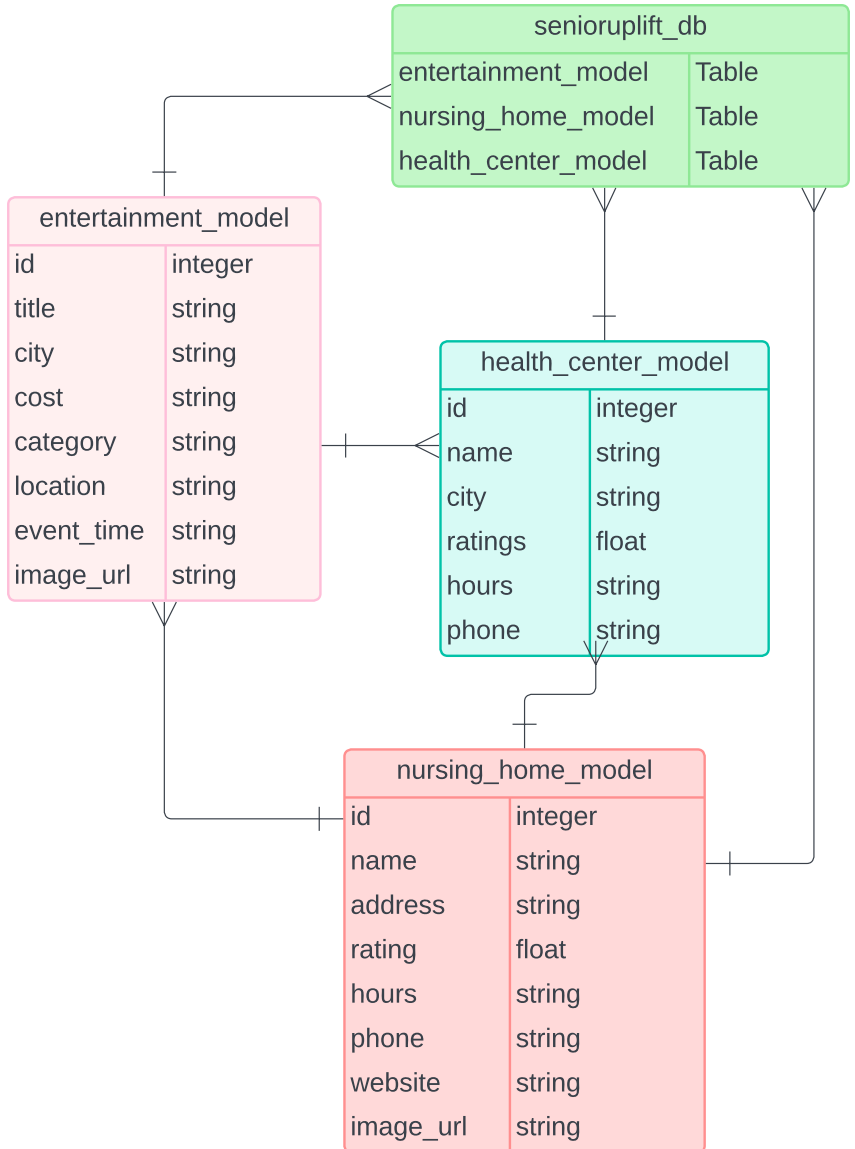 senioruplift_db
entertainment_model Table
nursing_home_model Table
health_center_model Table
entertainment_model
id integer
title string
city string
cost string
category string
location string
event_time string
image_url string
health_center_model
id integer
name string
city string
ratings float
hours string
phone string
nursing_home_model
id integer
name string
address string
rating float
hours string
phone string
website string
image_url string